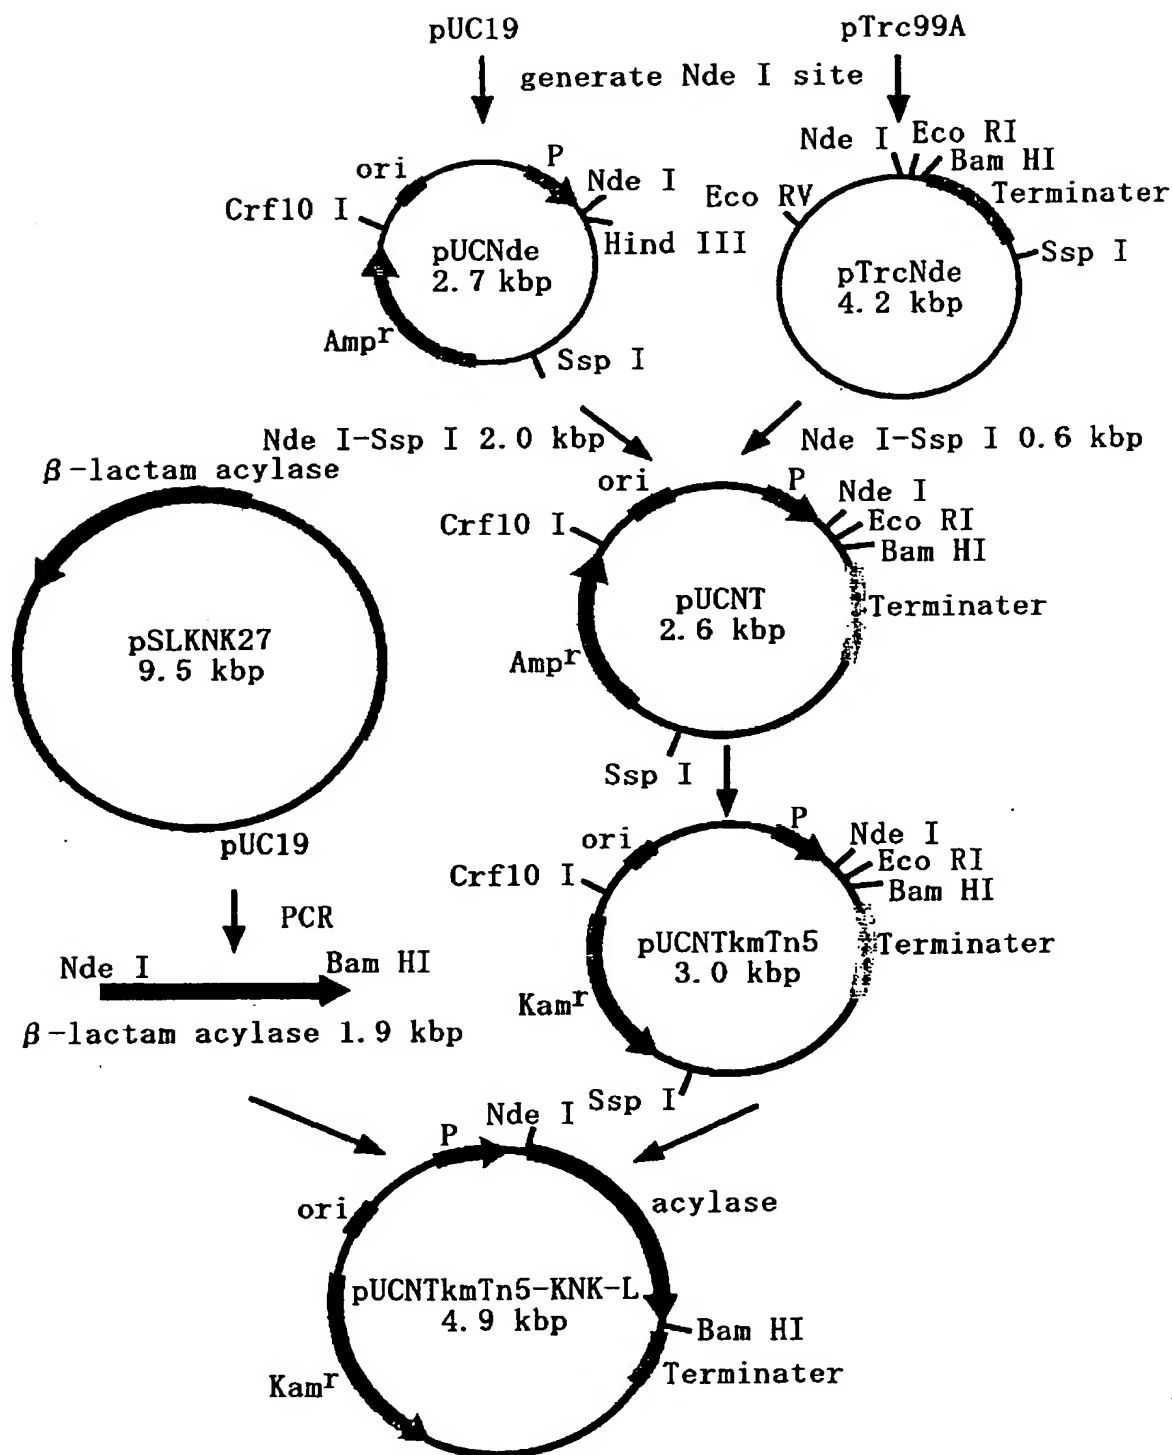 pUC19
pTrc99A
generate Nde I site
ori
P
Nde I
Crf10 I
Hind III
pUCNde
2.7 kbp
Ampr
Ssp I
Nde I
Eco RI
Bam HI
Terminater
Eco RV
Ssp I
pTrcNde
4.2 kbp
Nde I-Ssp I 2.0 kbp
Nde I-Ssp I 0.6 kbp
β-lactam acylase
pSLKNK27
9.5 kbp
pUC19
ori
P
Nde I
Eco RI
Bam HI
Crf10 I
pUCNT
2.6 kbp
Terminater
Ampr
Ssp I
ori
P
Nde I
Eco RI
Bam HI
Crf10 I
pUCNTkmTn5
3.0 kbp
Terminater
Kamr
Ssp I
PCR
Nde I
Bam HI
β-lactam acylase 1.9 kbp
P
Nde I
ori
acylase
pUCNTkmTn5-KNK-L
4.9 kbp
Bam HI
Terminater
Kamr